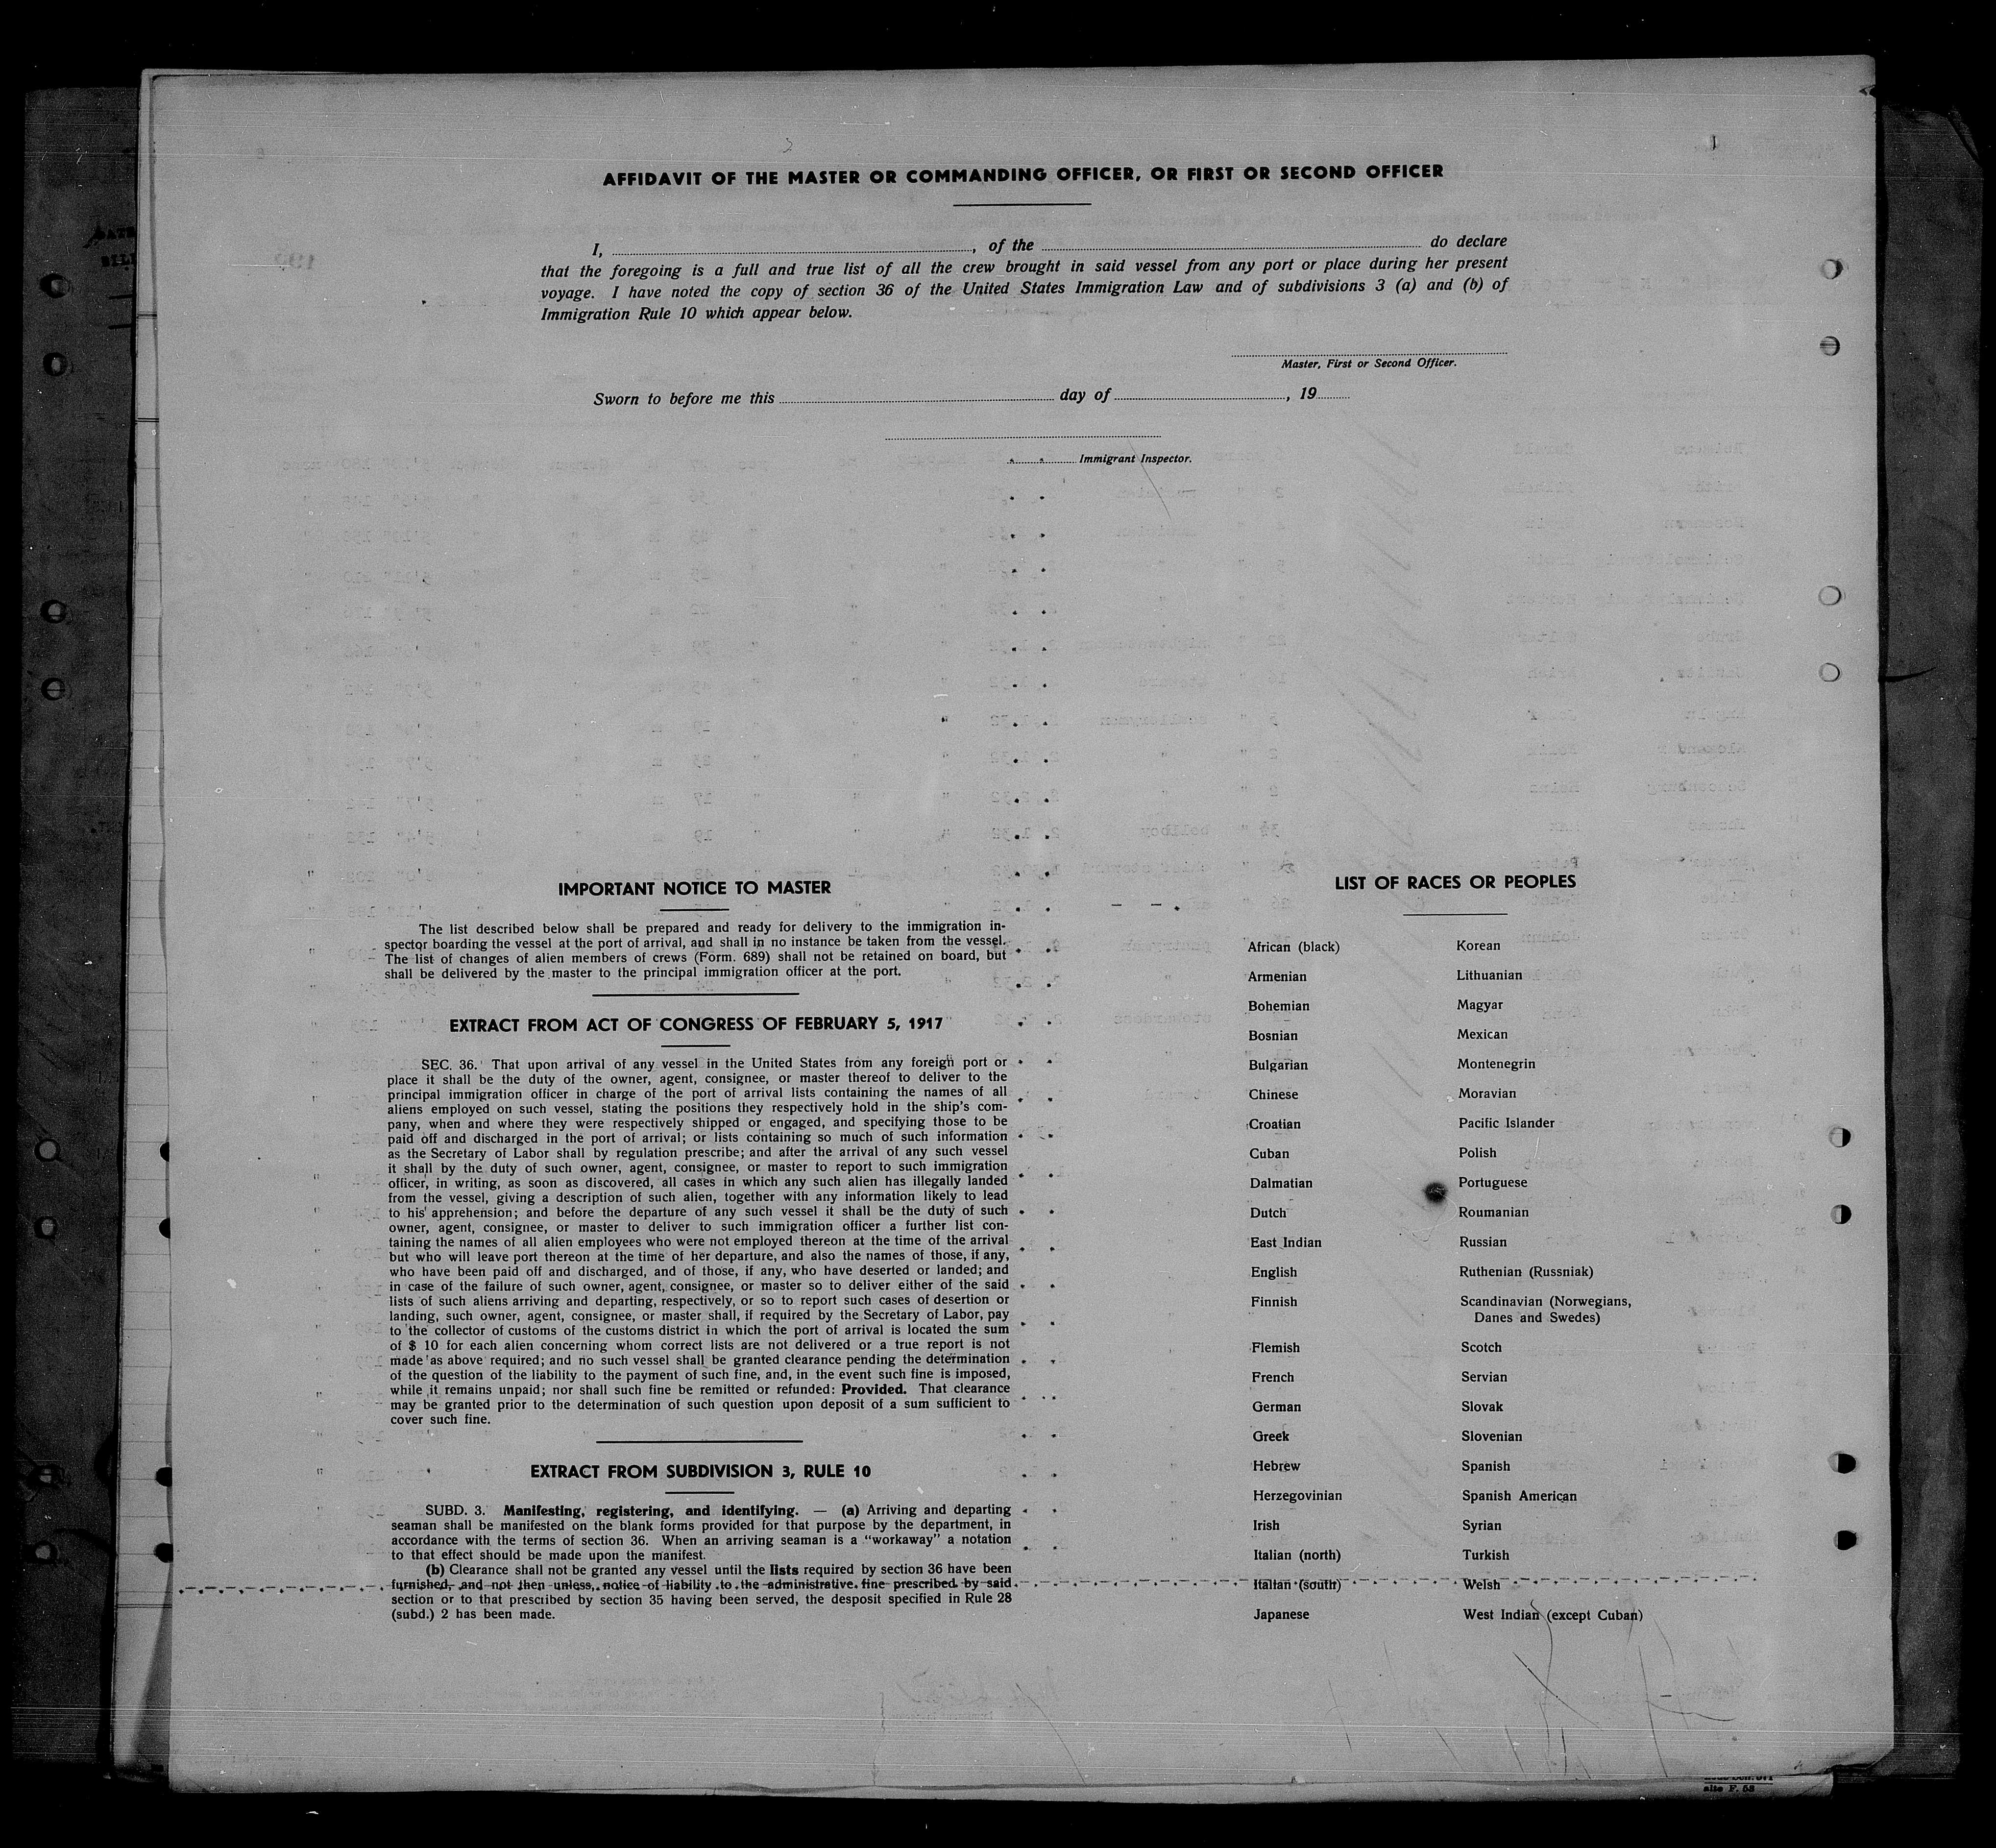 AFFIDAVIT OF THE MASTER OR COMMANDING OFFICER, OR FIRST OR SECOND OFFICER
I, , of the do declare
that the foregoing is a full and true list of all the crew brought in said vessel from any port or place during her present
voyage. I have noted the copy of section 36 of the United States Immigration Law and of subdivisions 3 (a) and (b) of
Immigration Rule 10 which appear below.
Master, First or Second Officer.
Sworn to before me this day of , 19
Immigrant Inspector.
IMPORTANT NOTICE TO MASTER
The list described below shall be prepared and ready for delivery to the immigration in-
spector boarding the vessel at the port of arrival, and shall in no instance be taken from the vessel.
The list of changes of alien members of crews (Form. 689) shall not be retained on board, but
shall be delivered by the master to the principal immigration officer at the port.
EXTRACT FROM ACT OF CONGRESS OF FEBRUARY 5, 1917
SEC. 36. That upon arrival of any vessel in the United States from any foreign port or
place it shall be the duty of the owner, agent, consignee, or master thereof to deliver to the
principal immigration officer in charge of the port of arrival lists containing the names of all
aliens employed on such vessel, stating the positions they respectively hold in the ship's com-
pany, when and where they were respectively shipped or engaged, and specifying those to be
paid off and discharged in the port of arrival; or lists containing so much of such information
as the Secretary of Labor shall by regulation prescribe; and after the arrival of any such vessel
it shall by the duty of such owner, agent, consignee, or master to report to such immigration
officer, in writing, as soon as discovered, all cases in which any such alien has illegally landed
from the vessel, giving a description of such alien, together with any information likely to lead
to his apprehension; and before the departure of any such vessel it shall be the duty of such
owner, agent, consignee, or master to deliver to such immigration officer a further list con-
taining the names of all alien employees who were not employed thereon at the time of the arrival
but who will leave port thereon at the time of her departure, and also the names of those, if any,
who have been paid off and discharged, and of those, if any, who have deserted or landed; and
in case of the failure of such owner, agent, consignee, or master so to deliver either of the said
lists of such aliens arriving and departing, respectively, or so to report such cases of desertion or
landing, such owner, agent, consignee, or master shall, if required by the Secretary of Labor, pay
to the collector of customs of the customs district in which the port of arrival is located the sum
of $ 10 for each alien concerning whom correct lists are not delivered or a true report is not
made as above required; and no such vessel shall be granted clearance pending the determination
of the question of the liability to the payment of such fine, and, in the event such fine is imposed,
while it remains unpaid; nor shall such fine be remitted or refunded: Provided. That clearance
may be granted prior to the determination of such question upon deposit of a sum sufficient to
cover such fine.
EXTRACT FROM SUBDIVISION 3, RULE 10
SUBD. 3. Manifesting, registering, and identifying. — (a) Arriving and departing
seaman shall be manifested on the blank forms provided for that purpose by the department, in
accordance with the terms of section 36. When an arriving seaman is a "workaway" a notation
to that effect should be made upon the manifest.
(b) Clearance shall not be granted any vessel until the lists required by section 36 have been
furnished, and not then unless, notice of liability to the administrative fine prescribed by said
section or to that prescribed by section 35 having been served, the desposit specified in Rule 28
(subd.) 2 has been made.
LIST OF RACES OR PEOPLES
African (black)
Armenian
Bohemian
Bosnian
Bulgarian
Chinese
Croatian
Cuban
Dalmatian
Dutch
East Indian
English
Finnish
Flemish
French
German
Greek
Hebrew
Herzegovinian
Irish
Italian (north)
Italian (south)
Japanese
Korean
Lithuanian
Magyar
Mexican
Montenegrin
Moravian
Pacific Islander
Polish
Portuguese
Roumanian
Russian
Ruthenian (Russniak)
Scandinavian (Norwegians,
Danes and Swedes)
Scotch
Servian
Slovak
Slovenian
Spanish
Spanish American
Syrian
Turkish
Welsh
West Indian (except Cuban)